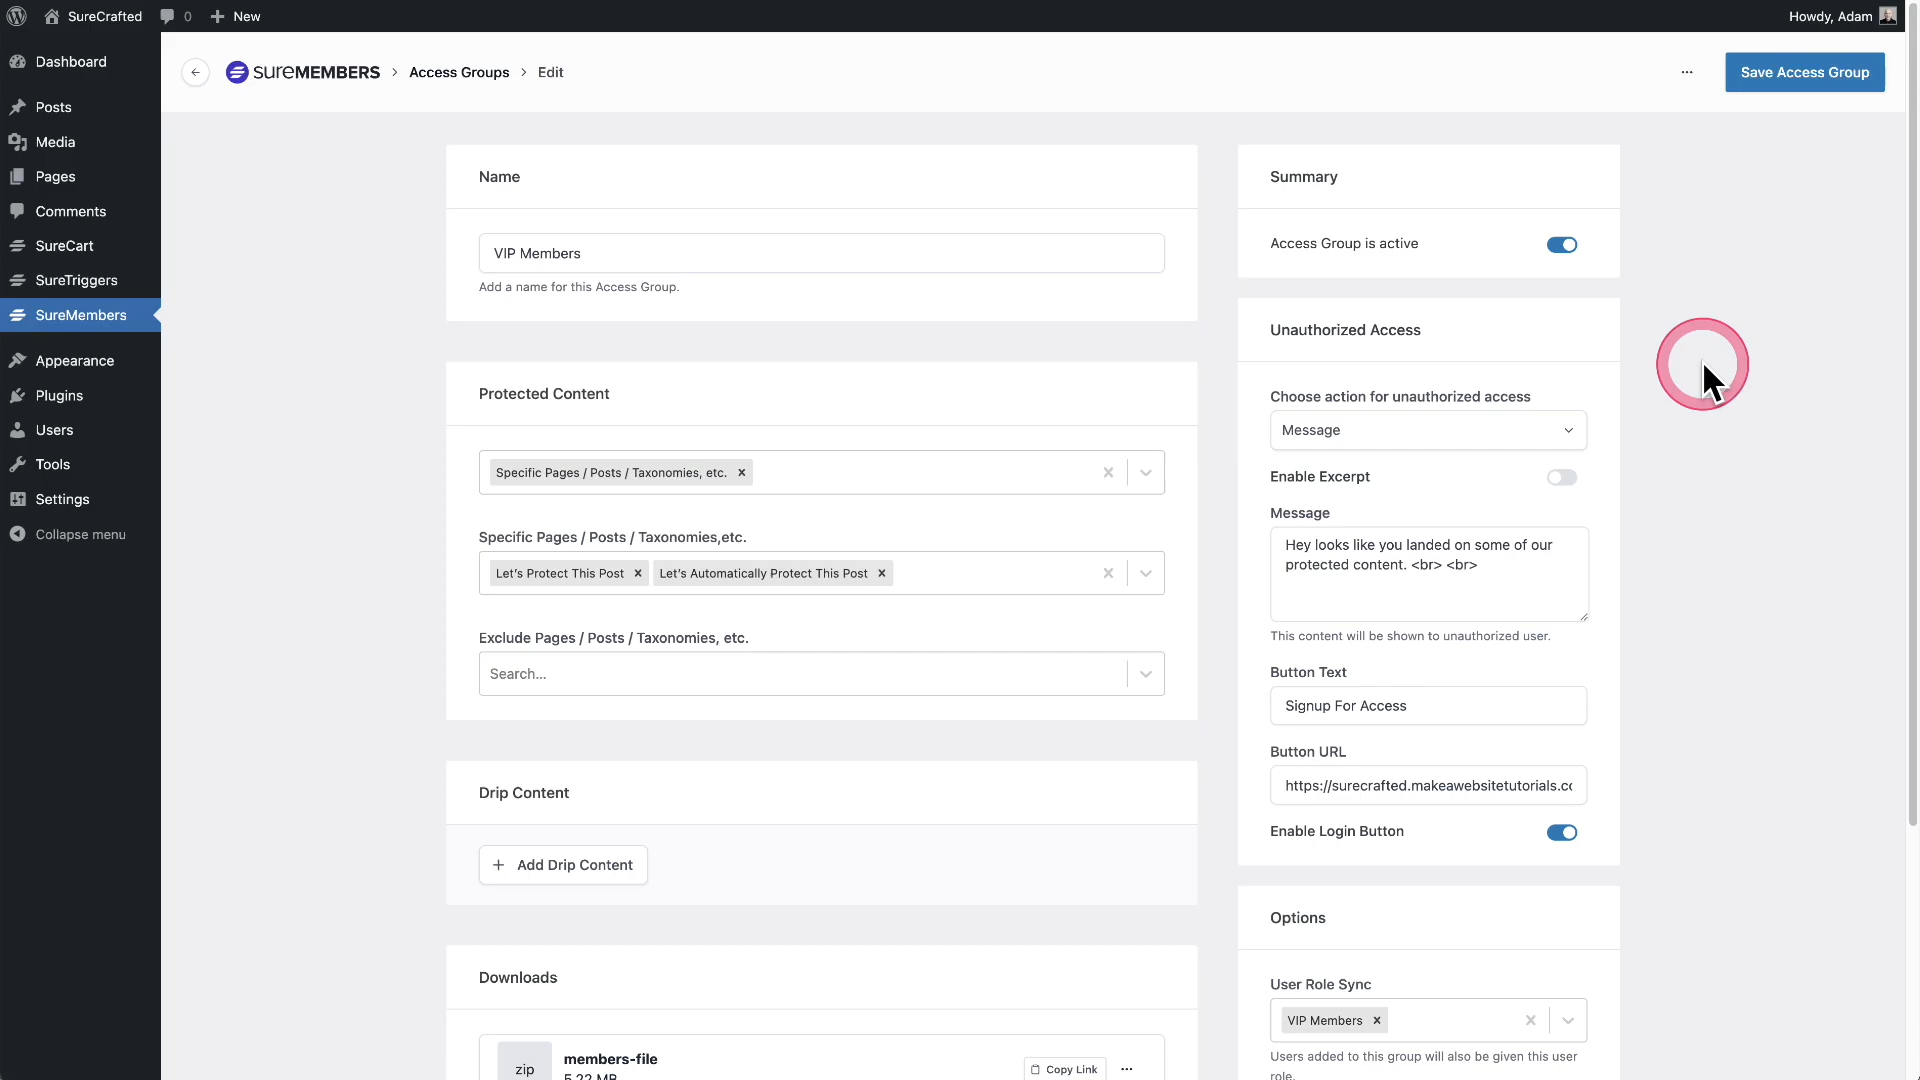 SureCrafted
0
New
Howdy, Adam
Dashboard
Posts
Media
Pages
Comments
SureCart
SureTriggers
SureMembers
Appearance
Plugins
Users
Tools
Settings
Collapse menu
SUREMEMBERS > Access Groups > Edit
Save Access Group
Name
VIP Members
Add a name for this Access Group.
Protected Content
Specific Pages / Posts / Taxonomies, etc.
Specific Pages / Posts / Taxonomies,etc.
Let's Protect This Post
Let's Automatically Protect This Post
Exclude Pages / Posts / Taxonomies, etc.
Search...
Drip Content
Add Drip Content
Downloads
zip
members-file
5.22 MB
Copy Link
Summary
Access Group is active
Unauthorized Access
Choose action for unauthorized access
Message
Enable Excerpt
Message
Hey looks like you landed on some of our
protected content. <br> <br>
This content will be shown to unauthorized user.
Button Text
Signup For Access
Button URL
https://surecrafted.makeawebsitetutorials.cc
Enable Login Button
Options
User Role Sync
VIP Members
Users added to this group will also be given this user
role.